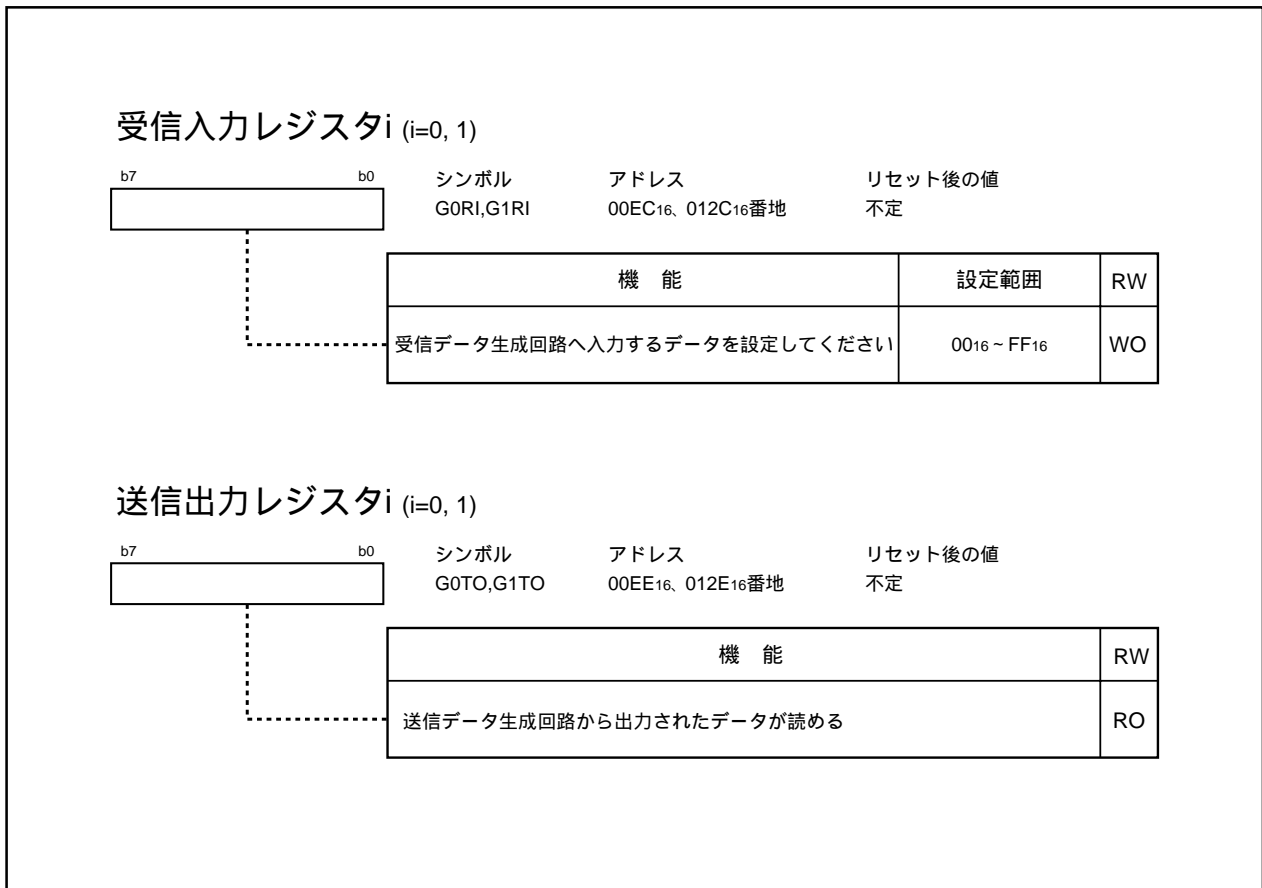 受信入力レジスタi (i=0, 1)
b7 b0 シンボル アドレス リセット後の値
G0RI,G1RI 00EC16、012C16番地 不定
機 能 設定範囲 RW
受信データ生成回路へ入力するデータを設定してください 0016 ~ FF16 WO
送信出力レジスタi (i=0, 1)
b7 b0 シンボル アドレス リセット後の値
G0TO,G1TO 00EE16、012E16番地 不定
機 能 RW
送信データ生成回路から出力されたデータが読める RO